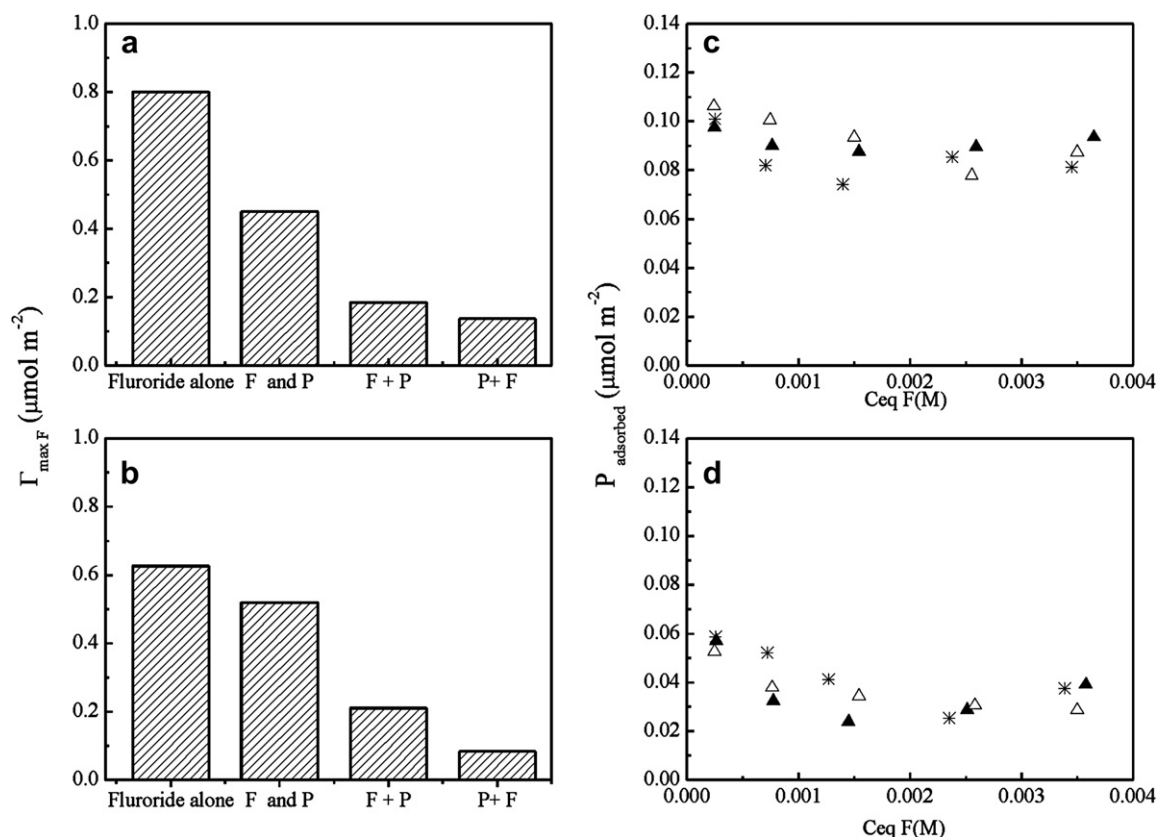 a
1.0
0.8
0.6
0.4
0.2
0.0
Fluroride alone F and P F + P P+ F
b
1.0
0.8
0.6
0.4
0.2
0.0
Fluroride alone F and P F + P P+ F
Γmax F (μmol m-2)
c
0.14
0.12
0.10
0.08
0.06
0.04
0.02
0.00
0.000 0.001 0.002 0.003 0.004
Ceq F(M)
d
0.14
0.12
0.10
0.08
0.06
0.04
0.02
0.00
0.000 0.001 0.002 0.003 0.004
Ceq F(M)
Padsorbed (μmol m-2)